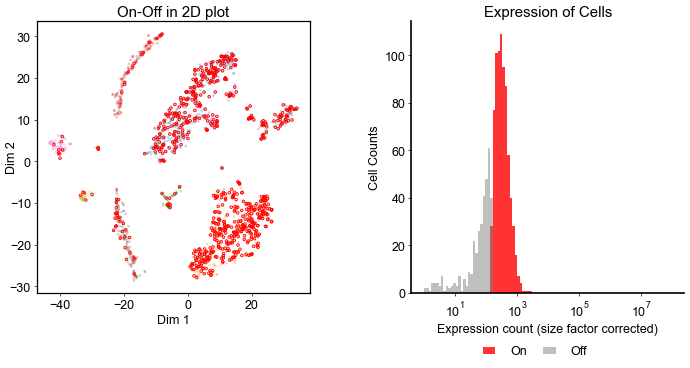 On-Off in 2D plot
Dim 2
30
20
10
0
−10
−20
−30
−40
−20
0
20
Dim 1
Expression of Cells
Cell Counts
100
80
60
40
20
0
10^1
10^3
10^5
10^7
Expression count (size factor corrected)
On
Off